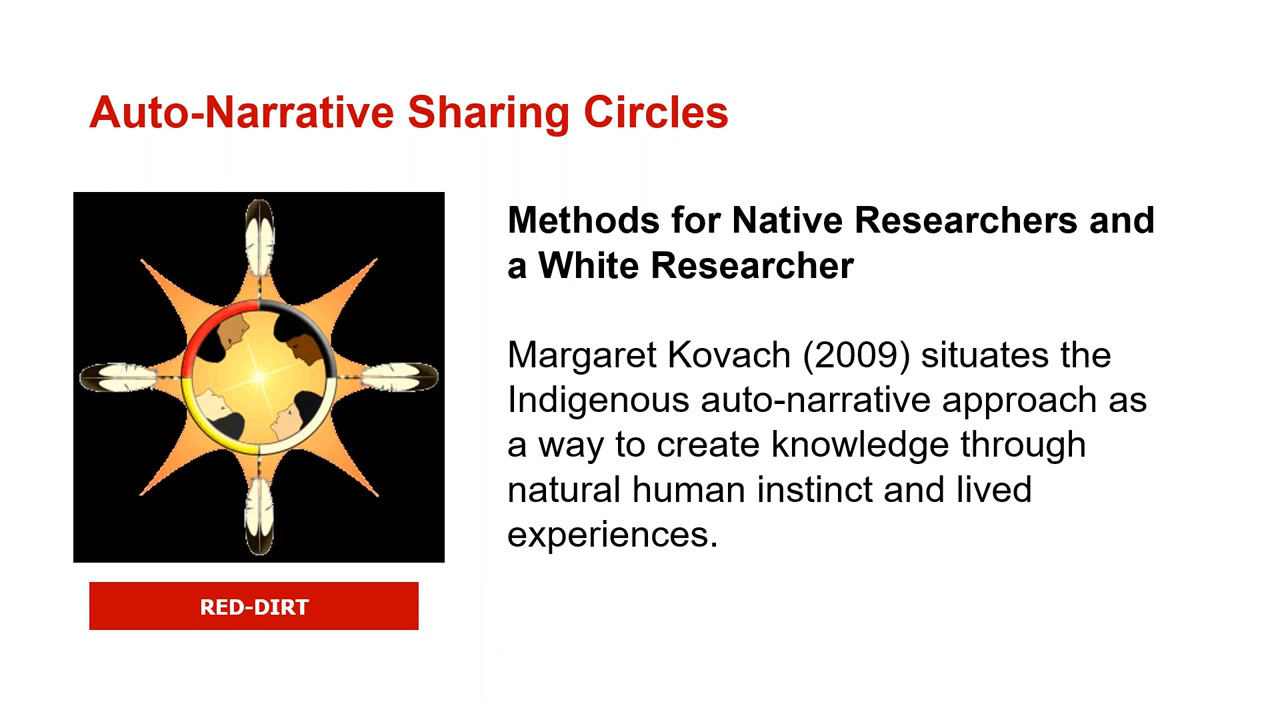 Auto-Narrative Sharing Circles
Methods for Native Researchers and
a White Researcher
Margaret Kovach (2009) situates the
Indigenous auto-narrative approach as
a way to create knowledge through
natural human instinct and lived
experiences.
RED-DIRT